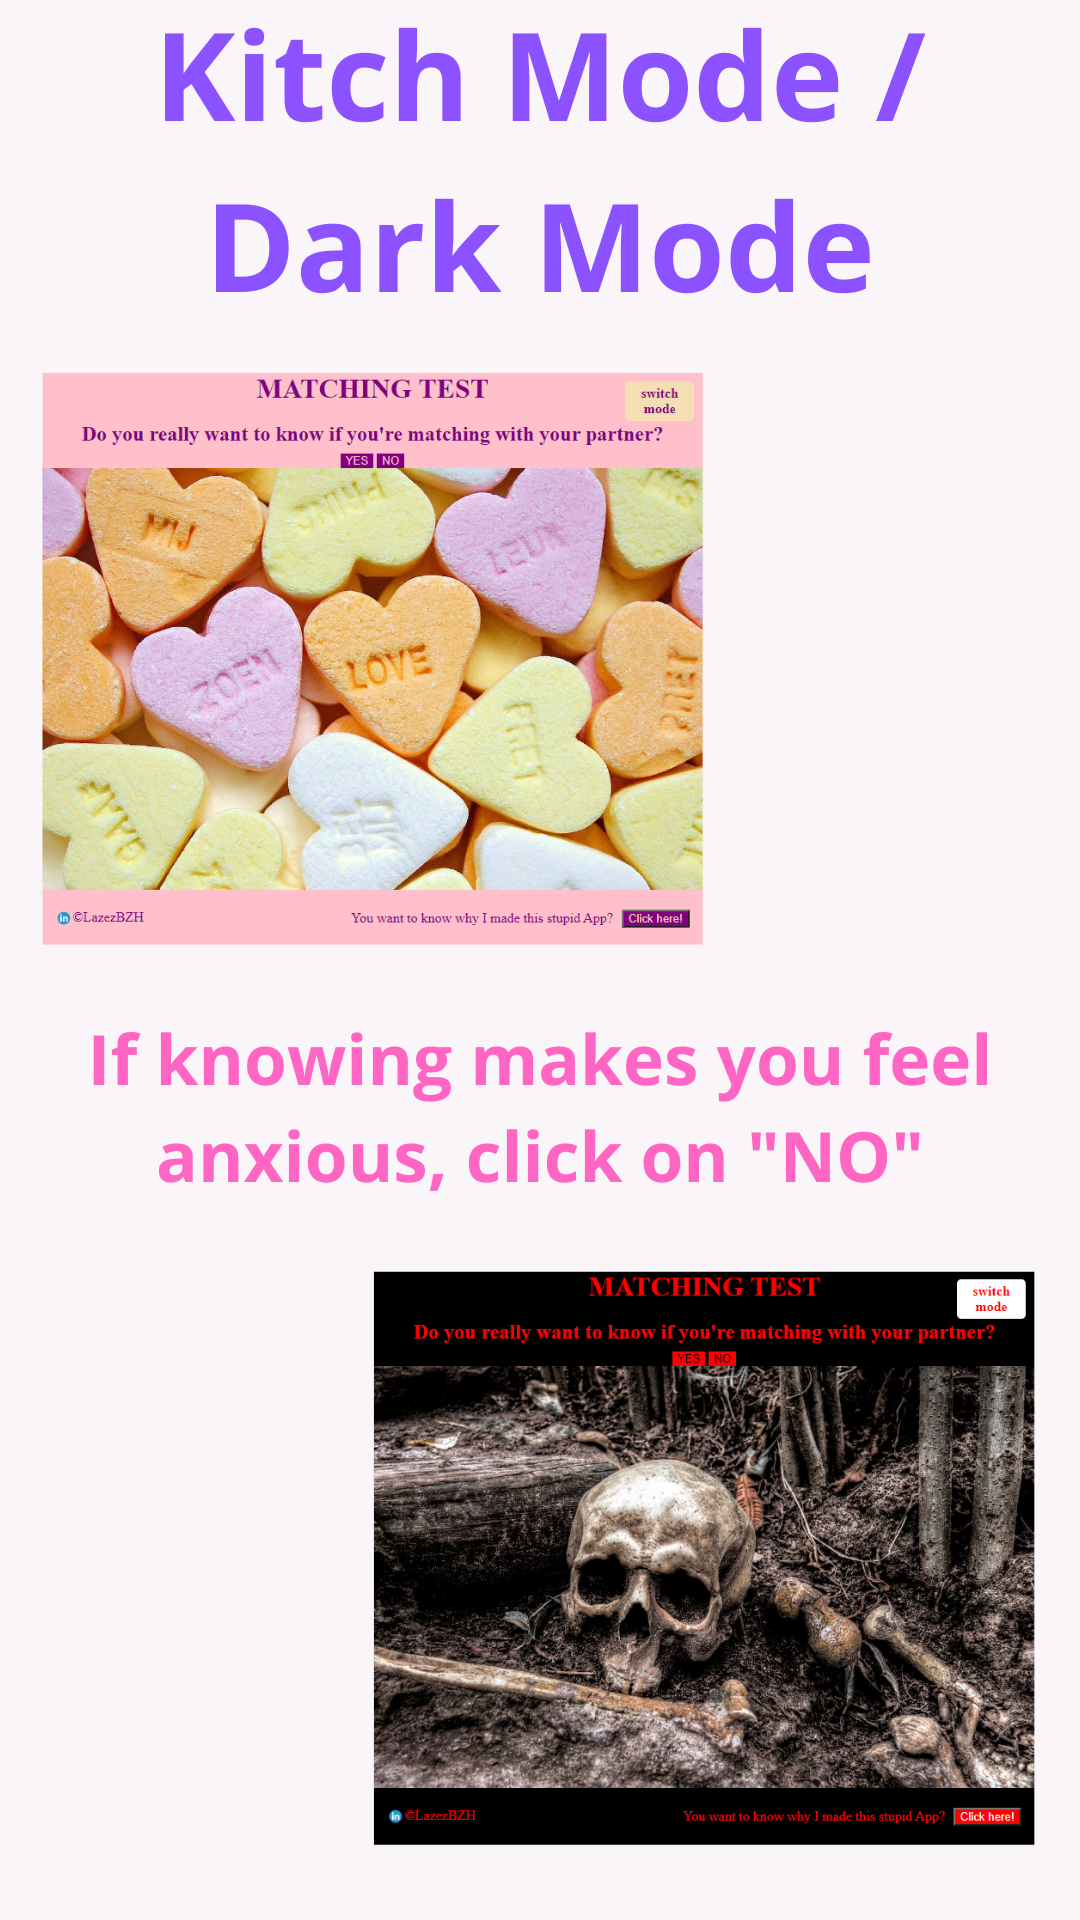 Kitch Mode /
Dark Mode
MATCHING TEST
switch
mode
Do you really want to know if you're matching with your partner?
YES NO
MIJ
PRINC
LEUK
ZOEN
LOVE
PRET
PRET
GAAF
©LazezBZH
You want to know why I made this stupid App? Click here!
If knowing makes you feel
anxious, click on "NO"
MATCHING TEST
switch
mode
Do you really want to know if you're matching with your partner?
YES NO
in ©LazezBZH
You want to know why I made this stupid App? Click here!